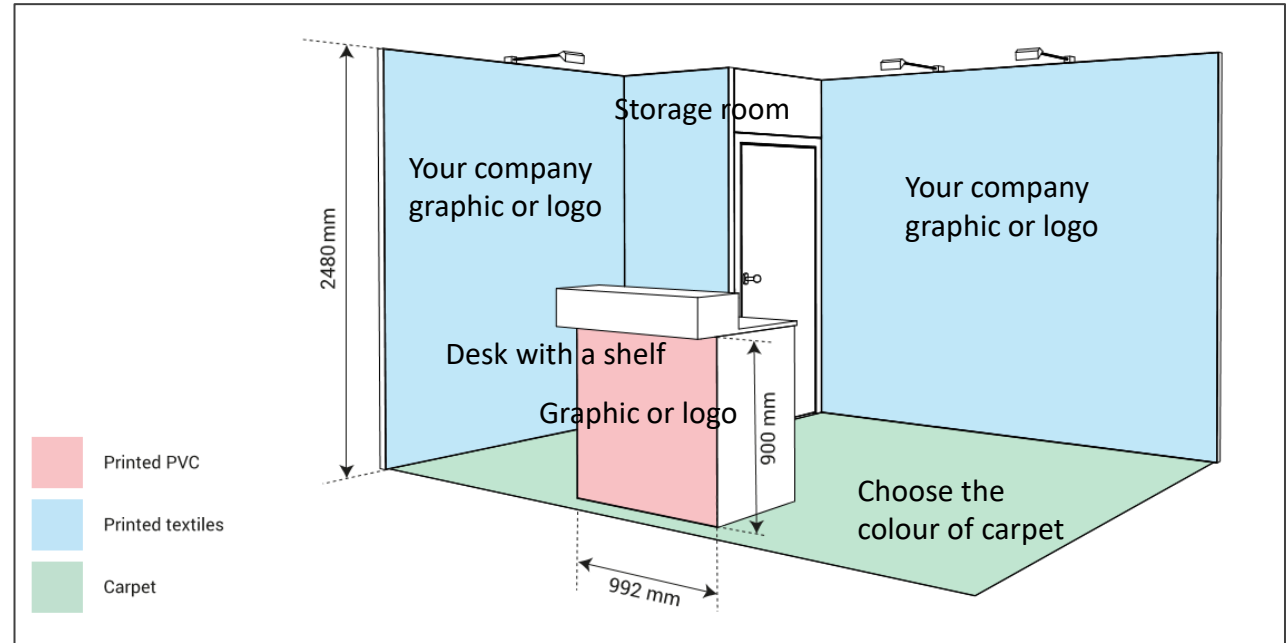 Storage room
Your company
graphic or logo
Your company
graphic or logo
2480 mm
Desk with a shelf
Graphic or logo
900 mm
Printed PVC
Choose the
colour of carpet
Printed textiles
992 mm
Carpet